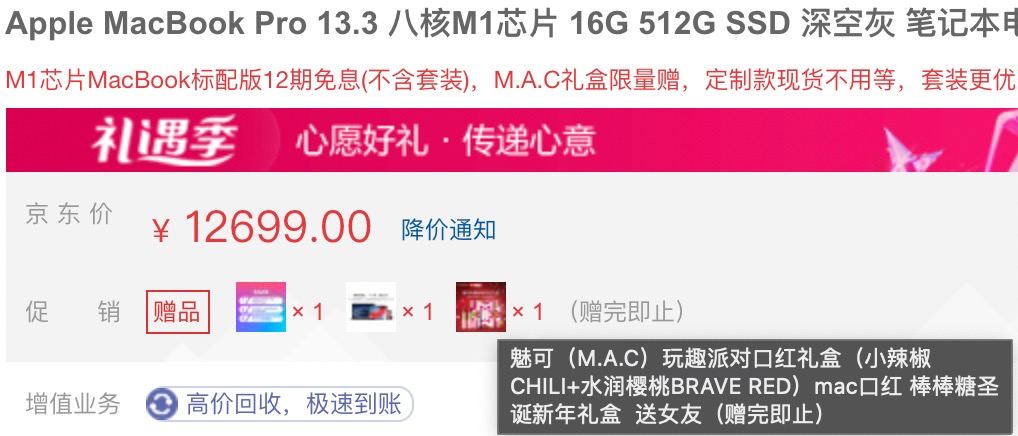 Apple MacBook Pro 13.3 八核M1芯片 16G 512G SSD 深空灰 笔记本
M1芯片MacBook标配版12期免息(不含套装)，M.A.C礼盒限量赠，定制款现货不用等，套装更优
礼遇季 心愿好礼 · 传递心意
京东价 ¥ 12699.00 降价通知
促销 赠品 × 1 × 1 × 1 （赠完即止）
魅可（M.A.C）玩趣派对口红礼盒（小辣椒
CHILI+水润樱桃BRAVE RED）mac口红 棒棒糖圣
诞新年礼盒 送女友（赠完即止）
增值业务 高价回收，极速到账